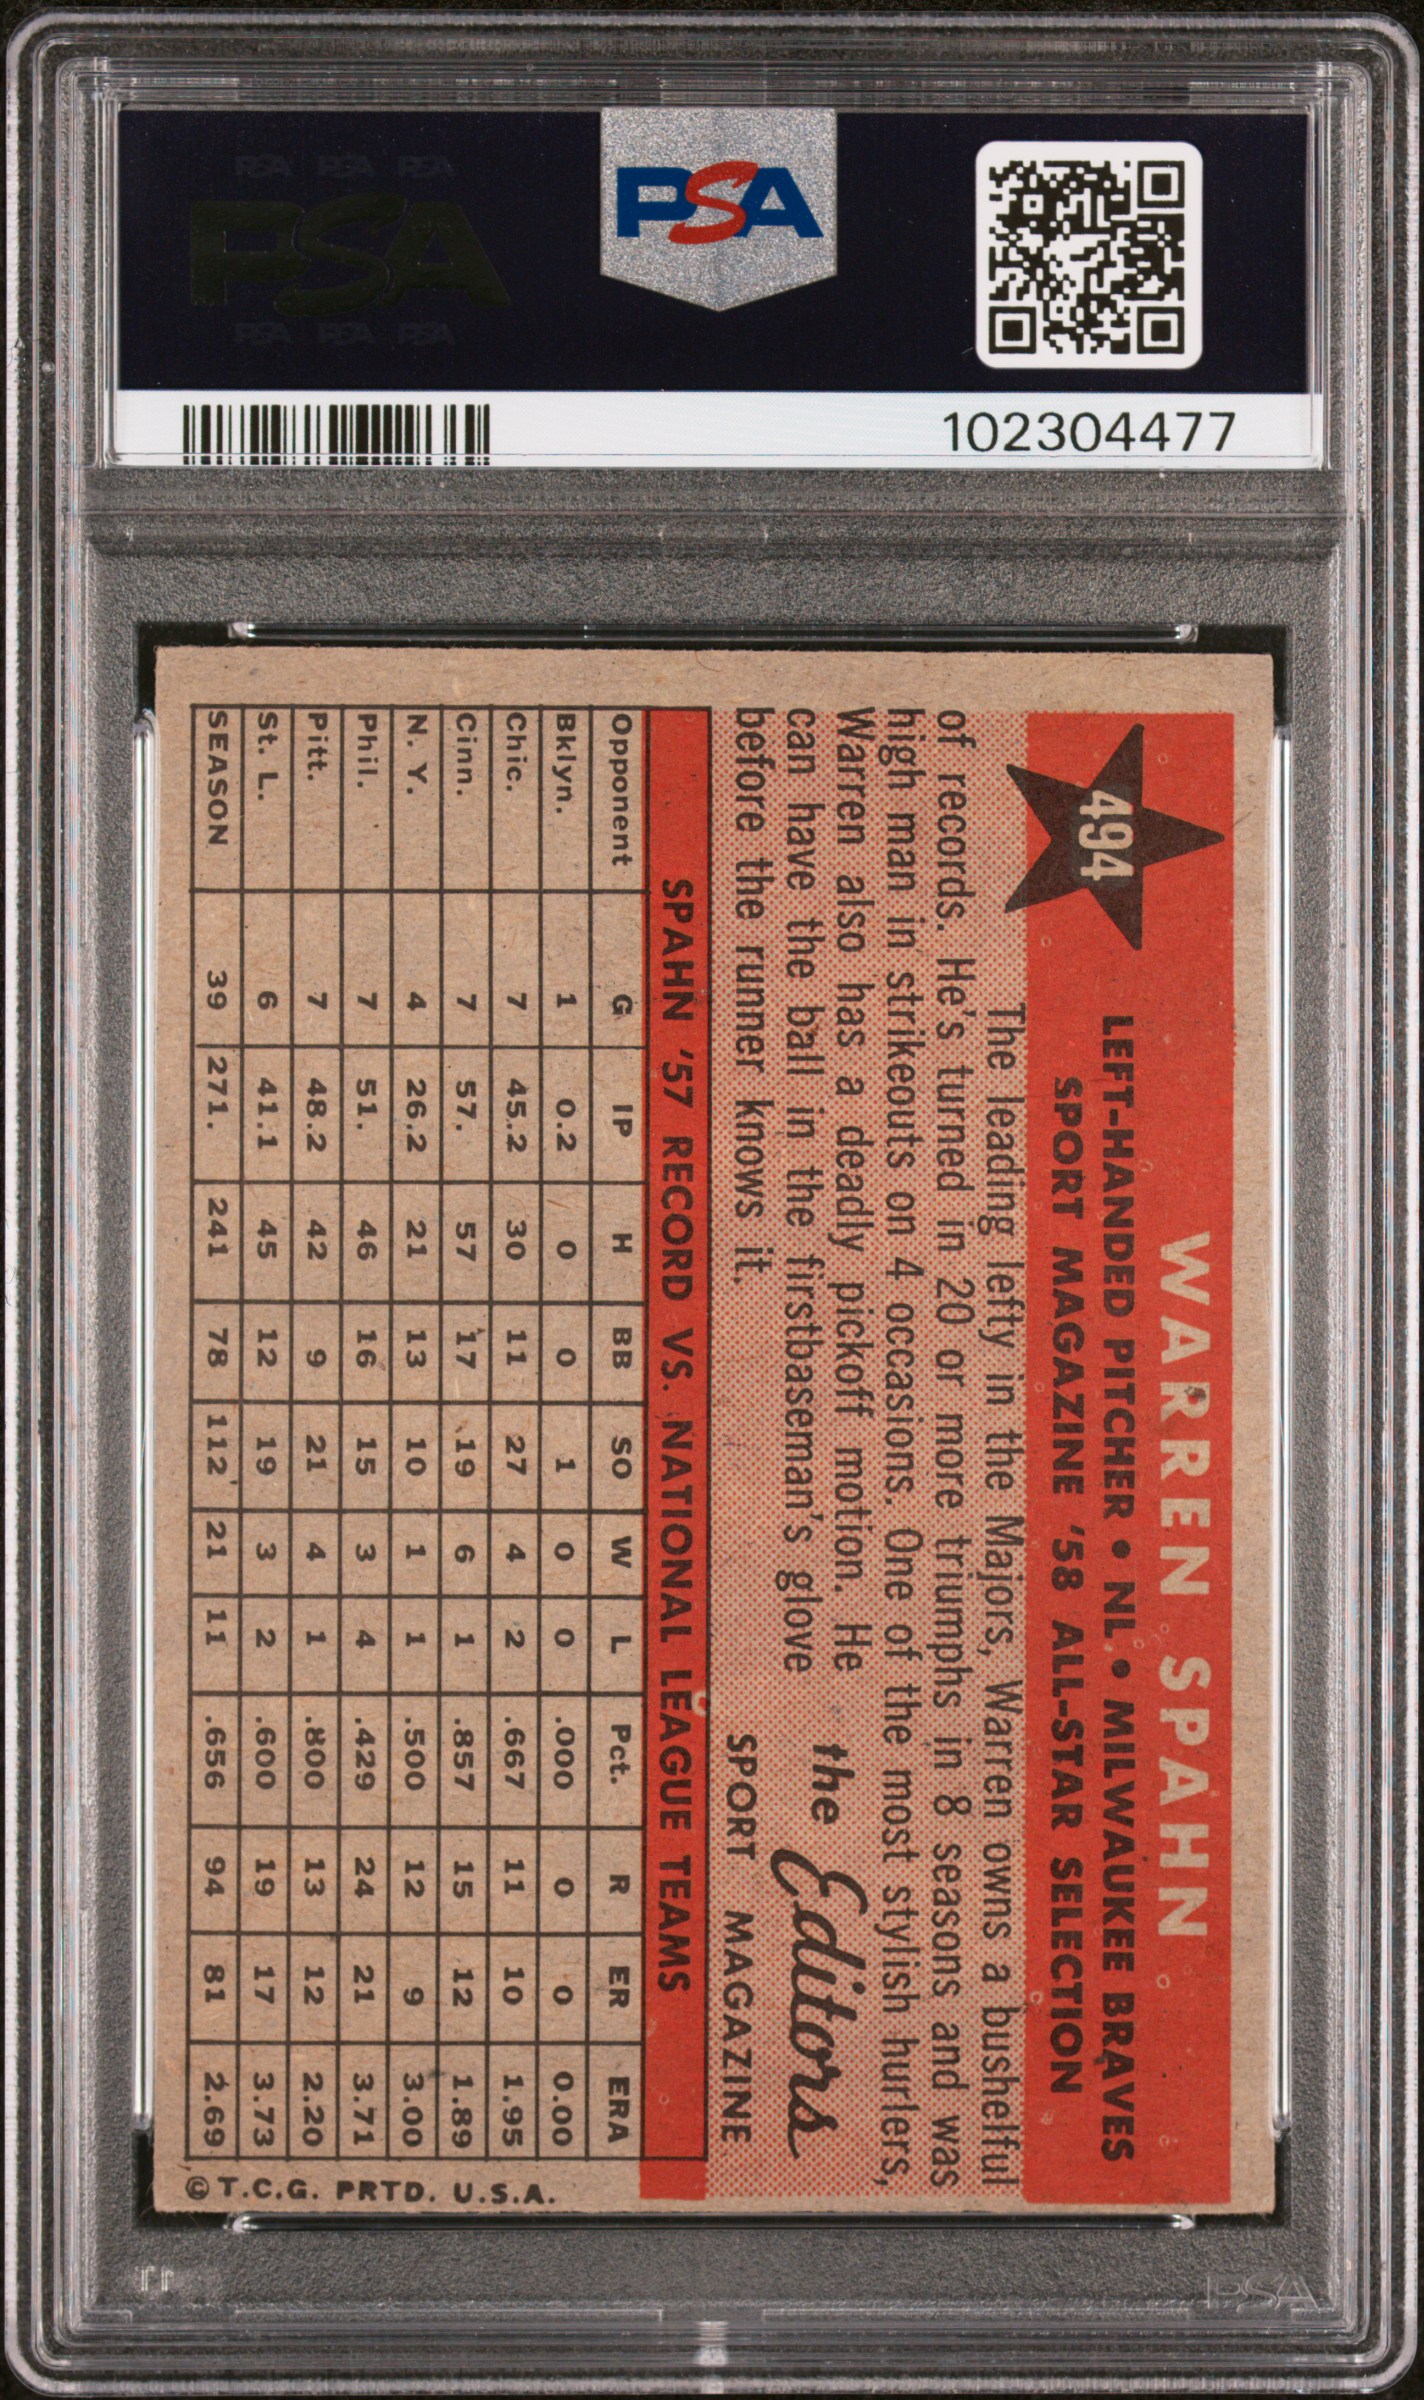 PSA PSA PSA
PSA
PSA PSA PSA
PSA
102304477
494
WARREN SPAHN
LEFT-HANDED PITCHER • NL • MILWAUKEE BRAVES
SPORT MAGAZINE '58 ALL-STAR SELECTION
The leading lefty in the Majors, Warren owns a bushelful
of records. He's turned in 20 or more triumphs in 8 seasons and was
high man in strikeouts on 4 occasions. One of the most stylish hurlers,
Warren also has a deadly pickoff motion. He
can have the ball in the firstbaseman's glove
before the runner knows it.
the Editors
SPORT MAGAZINE
SPAHN '57 RECORD VS. NATIONAL LEAGUE TEAMS
Opponent G IP H BB SO W L Pct. R ER ERA
Bklyn. 1 0.2 0 0 1 0 0 .000 0 0 0.00
Chic. 7 45.2 30 11 27 4 2 .667 11 10 1.95
Cinn. 7 57. 57 17 19 6 1 .857 15 12 1.89
N. Y. 4 26.2 21 13 10 1 1 .500 12 9 3.00
Phil. 7 51. 46 16 15 3 4 .429 24 21 3.71
Pitt. 7 48.2 42 9 21 4 1 .800 13 12 2.20
St. L. 6 41.1 45 12 19 3 2 .600 19 17 3.73
SEASON 39 271. 241 78 112 21 11 .656 94 81 2.69
© T.C.G. PRTD. U.S.A.
PSA